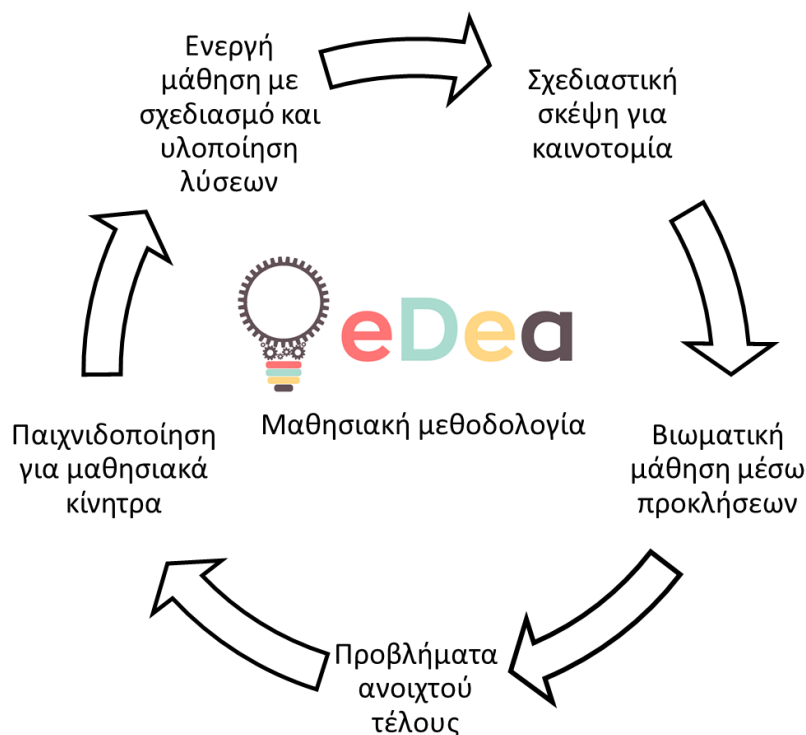 Ενεργή
μάθηση με
σχεδιασμό και
υλοποίηση
λύσεων
Σχεδιαστική
σκέψη για
καινοτομία
eDea
Μαθησιακή μεθοδολογία
Βιωματική
μάθηση μέσω
προκλήσεων
Προβλήματα
ανοιχτού
τέλους
Παιχνιδοποίηση
για μαθησιακά
κίνητρα